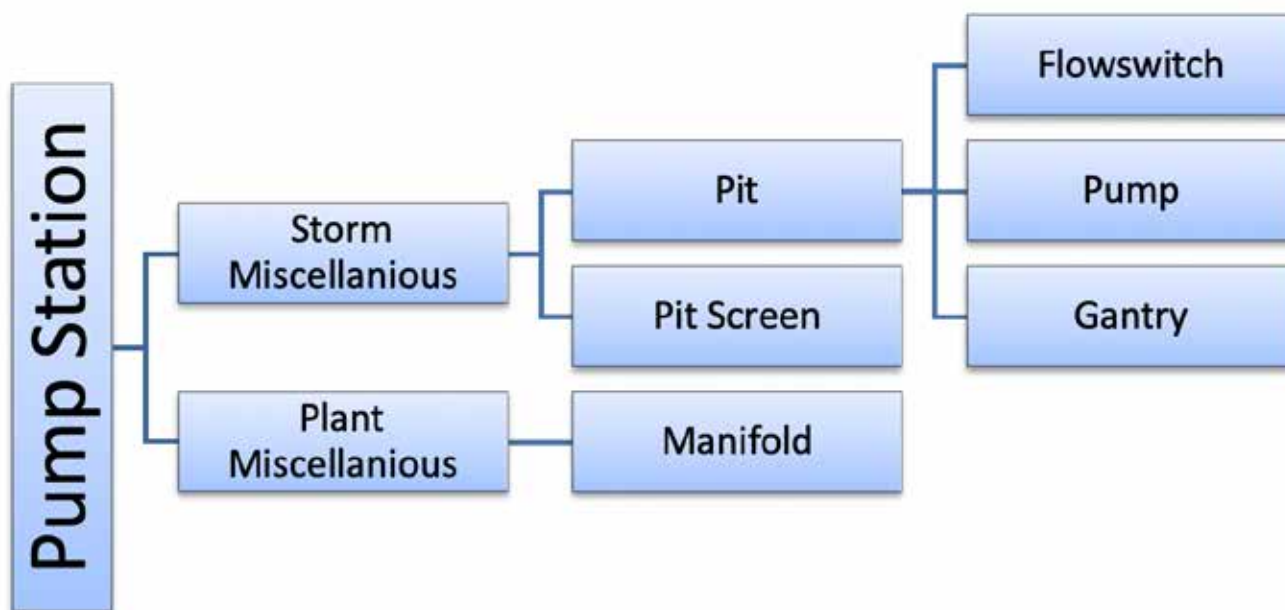 Pump Station
Storm
Miscellanious
Plant
Miscellanious
Pit
Pit Screen
Manifold
Flowswitch
Pump
Gantry